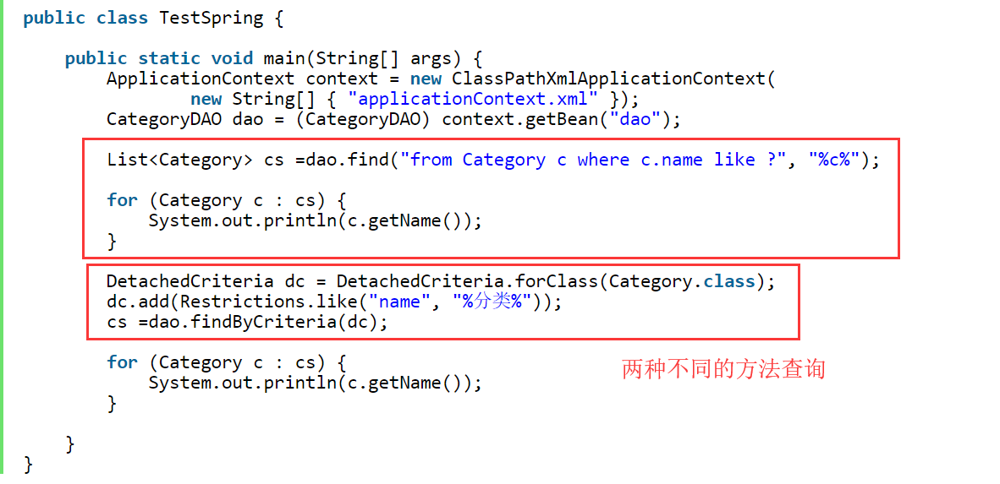 public class TestSpring {
public static void main(String[] args) {
ApplicationContext context = new ClassPathXmlApplicationContext(
new String[] { "applicationContext.xml" });
CategoryDAO dao = (CategoryDAO) context.getBean("dao");
List<Category> cs =dao.find("from Category c where c.name like ?", "%c%");
for (Category c : cs) {
System.out.println(c.getName());
}
DetachedCriteria dc = DetachedCriteria.forClass(Category.class);
dc.add(Restrictions.like("name", "%分类%"));
cs =dao.findByCriteria(dc);
for (Category c : cs) {
System.out.println(c.getName());
两种不同的方法查询
}
}
}